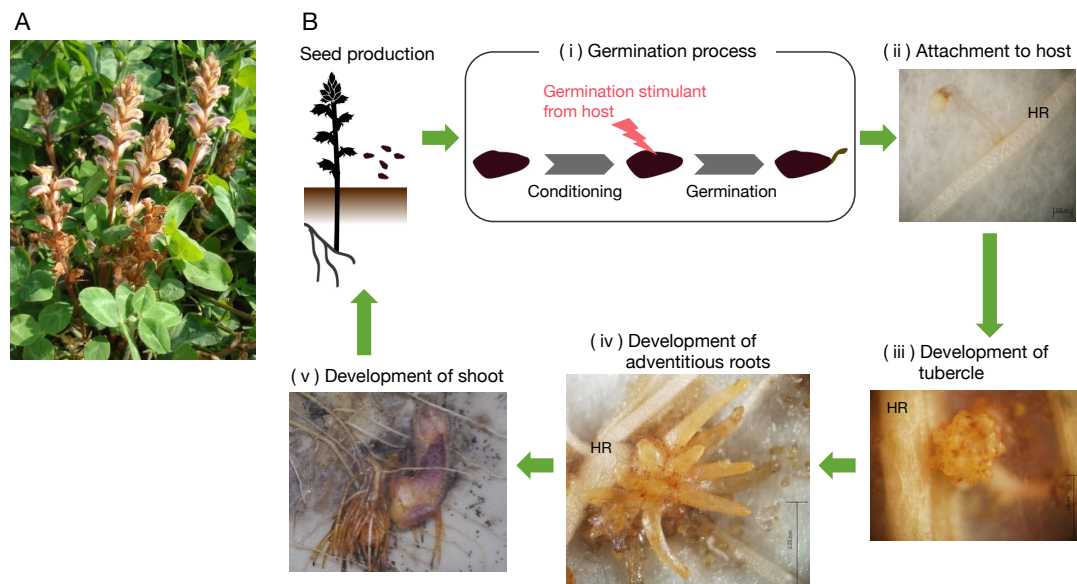 A
B
Seed production
( i ) Germination process
Germination stimulant
from host
Conditioning
Germination
( ii ) Attachment to host
HR
( iii ) Development of
tubercle
HR
( iv ) Development of
adventitious roots
HR
( v ) Development of shoot